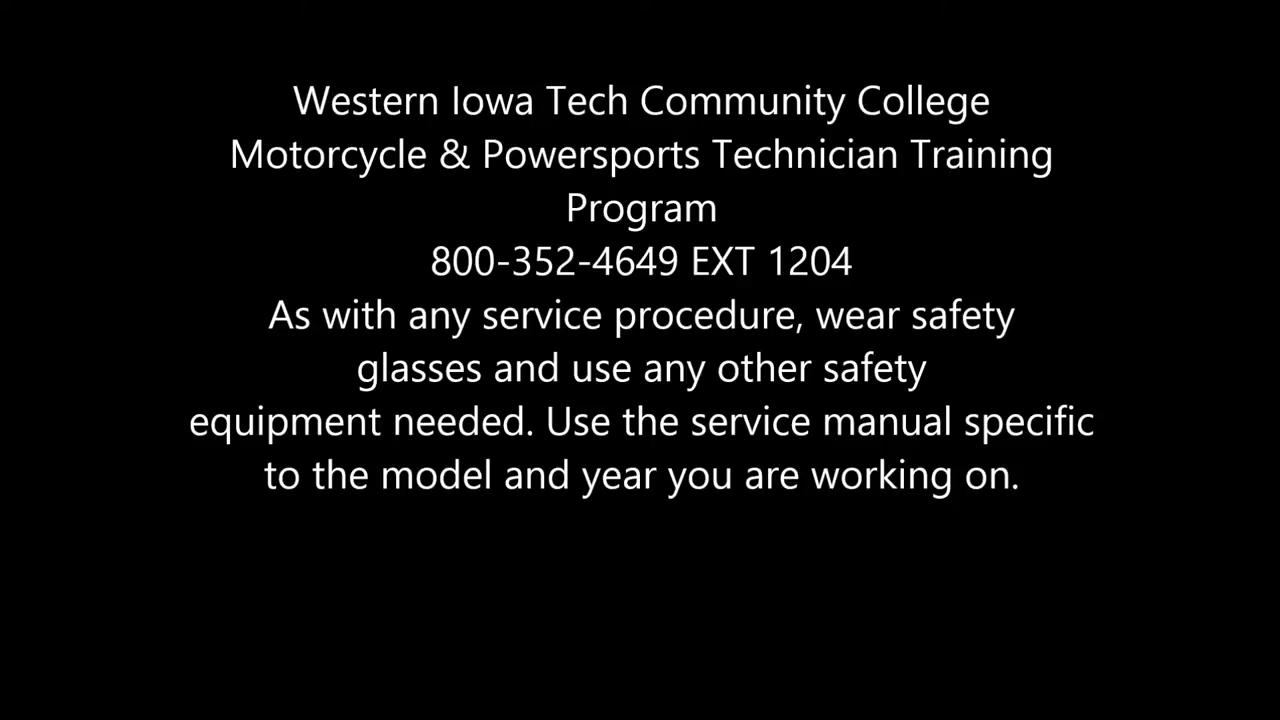 Western Iowa Tech Community College
Motorcycle & Powersports Technician Training
Program
800-352-4649 EXT 1204
As with any service procedure, wear safety
glasses and use any other safety
equipment needed. Use the service manual specific
to the model and year you are working on.